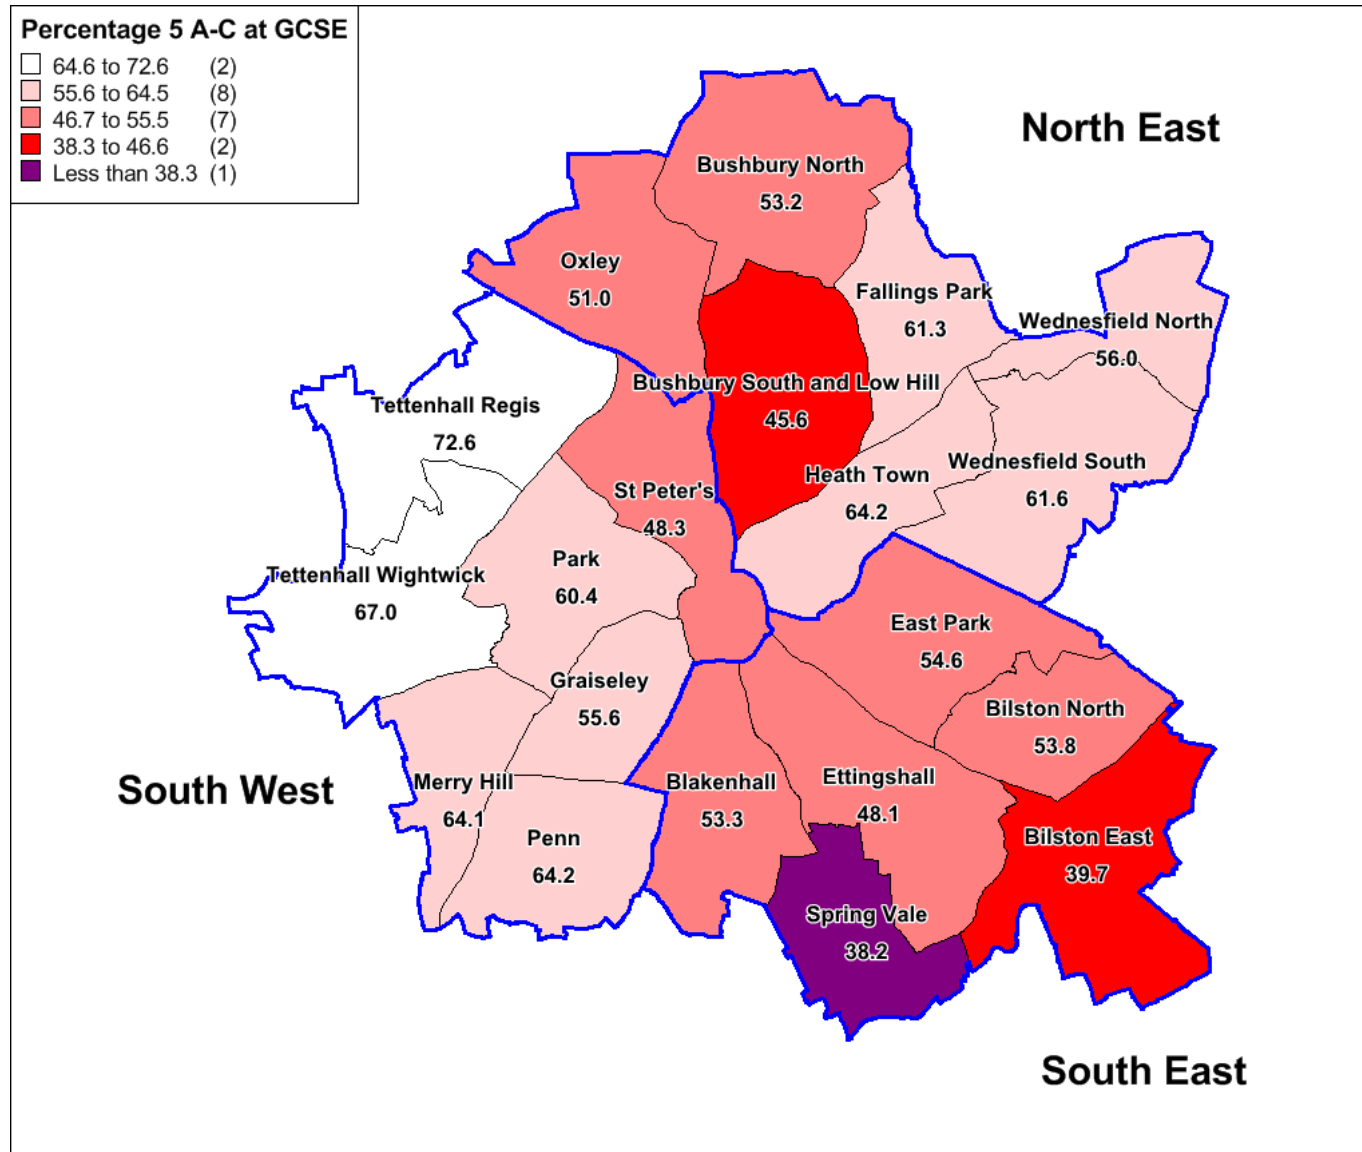 Percentage 5 A-C at GCSE
64.6 to 72.6 (2)
55.6 to 64.5 (8)
46.7 to 55.5 (7)
38.3 to 46.6 (2)
Less than 38.3 (1)
North East
Bushbury North
53.2
Oxley
51.0
Fallings Park
61.3
Wednesfield North
56.0
Bushbury South and Low Hill
45.6
Tettenhall Regis
72.6
Heath Town
64.2
Wednesfield South
61.6
St Peter's
48.3
Park
60.4
Tettenhall Wightwick
67.0
East Park
54.6
Graiseley
55.6
Bilston North
53.8
South West
Merry Hill
64.1
Blakenhall
53.3
Ettingshall
48.1
Penn
64.2
Bilston East
39.7
Spring Vale
38.2
South East